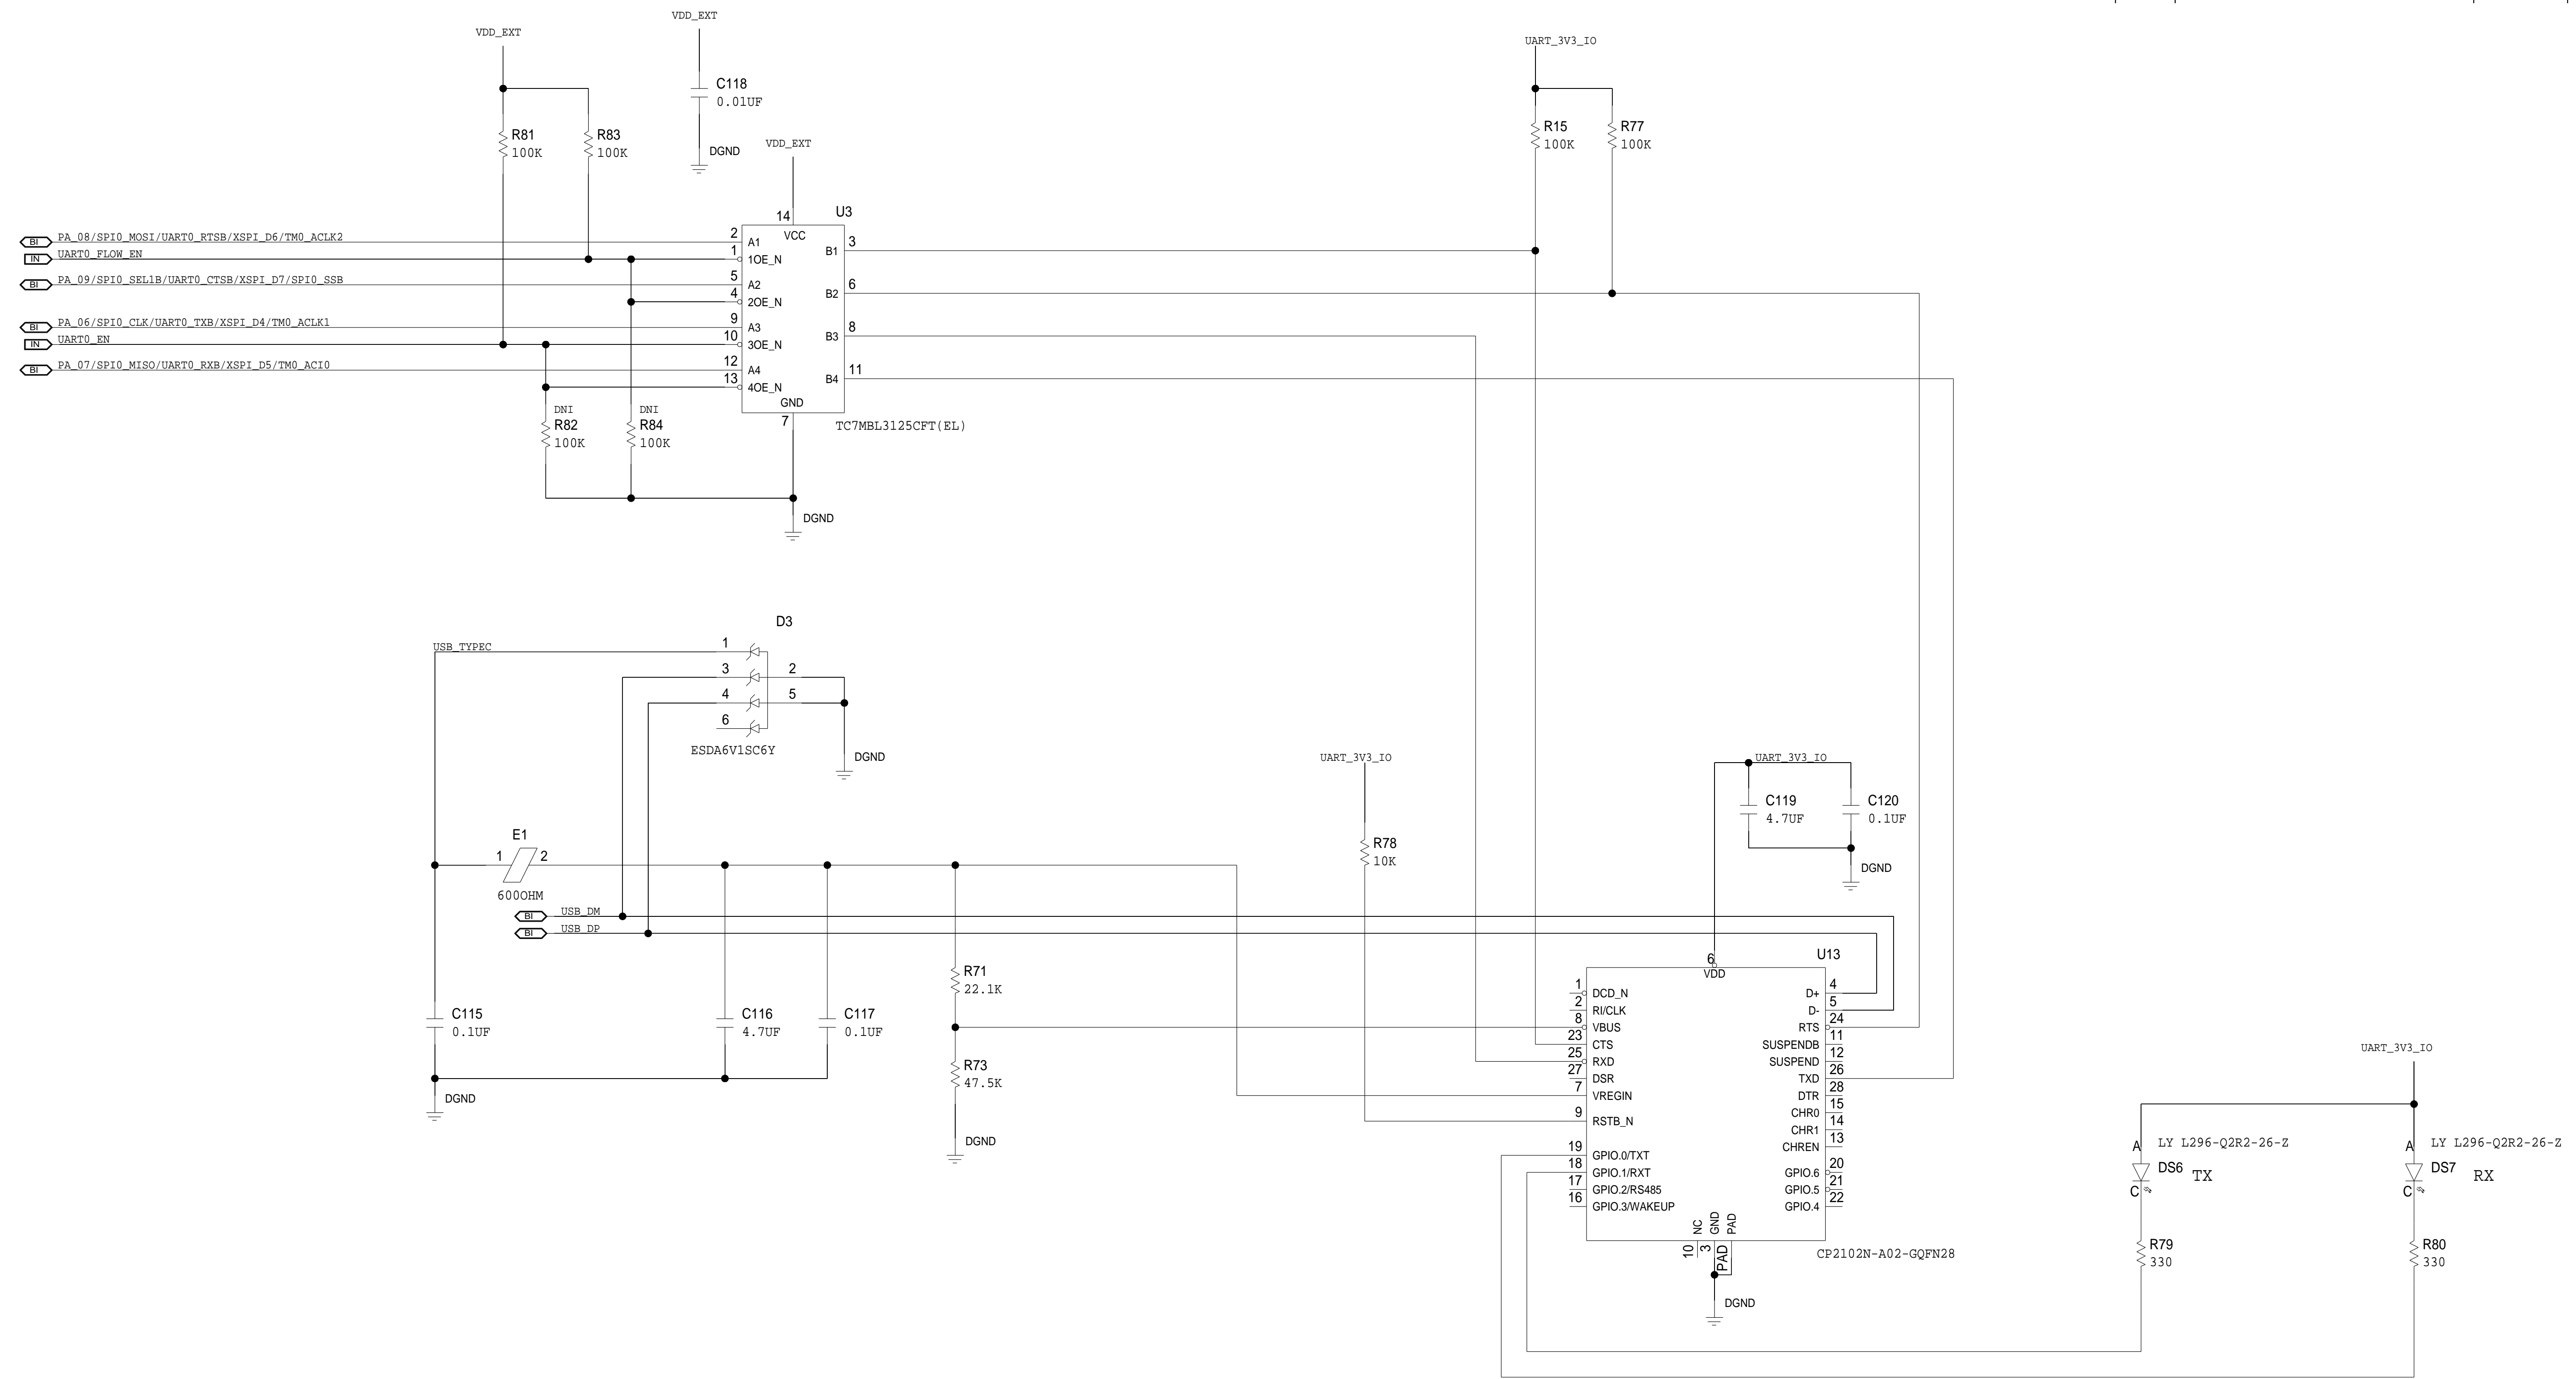 VDD_EXT
VDD_EXT
UART_3V3_IO
C118
0.01UF
R81
100K
R83
100K
R15
100K
R77
100K
DGND
VDD_EXT
U3
14
VCC
PA_08/SPI0_MOSI/UART0_RTSB/XSPI_D6/TM0_ACLK2
2
A1
B1
3
BI
UART0_FLOW_EN
1
1OE_N
IN
PA_09/SPI0_SEL1B/UART0_CTSB/XSPI_D7/SPI0_SSB
5
A2
B2
6
BI
4
2OE_N
PA_06/SPI0_CLK/UART0_TXB/XSPI_D4/TM0_ACLK1
9
A3
B3
8
BI
UART0_EN
10
3OE_N
IN
PA_07/SPI0_MISO/UART0_RXB/XSPI_D5/TM0_ACI0
12
A4
B4
11
BI
13
4OE_N
GND
7
TC7MBL3125CFT(EL)
DNI
R82
100K
DNI
R84
100K
DGND
D3
USB_TYPEC
1
3
2
4
5
6
ESDA6V1SC6Y
DGND
UART_3V3_IO
UART_3V3_IO
C119
4.7UF
C120
0.1UF
DGND
E1
1
2
600OHM
R78
10K
BI
USB_DM
BI
USB_DP
R71
22.1K
C115
0.1UF
C116
4.7UF
C117
0.1UF
R73
47.5K
DGND
DGND
U13
6
VDD
1
DCD_N
D+
4
2
RI/CLK
D-
5
8
VBUS
RTS
24
23
CTS
SUSPENDB
11
25
RXD
SUSPEND
12
27
DSR
TXD
26
7
VREGIN
DTR
28
CHR0
15
9
RSTB_N
CHR1
14
CHREN
13
19
GPIO.0/TXT
18
GPIO.1/RXT
GPIO.6
20
17
GPIO.2/RS485
GPIO.5
21
16
GPIO.3/WAKEUP
GPIO.4
22
NC
GND
PAD
10
3
PAD
CP2102N-A02-GQFN28
DGND
UART_3V3_IO
A
LY L296-Q2R2-26-Z
DS6
TX
C
R79
330
A
LY L296-Q2R2-26-Z
DS7
RX
C
R80
330